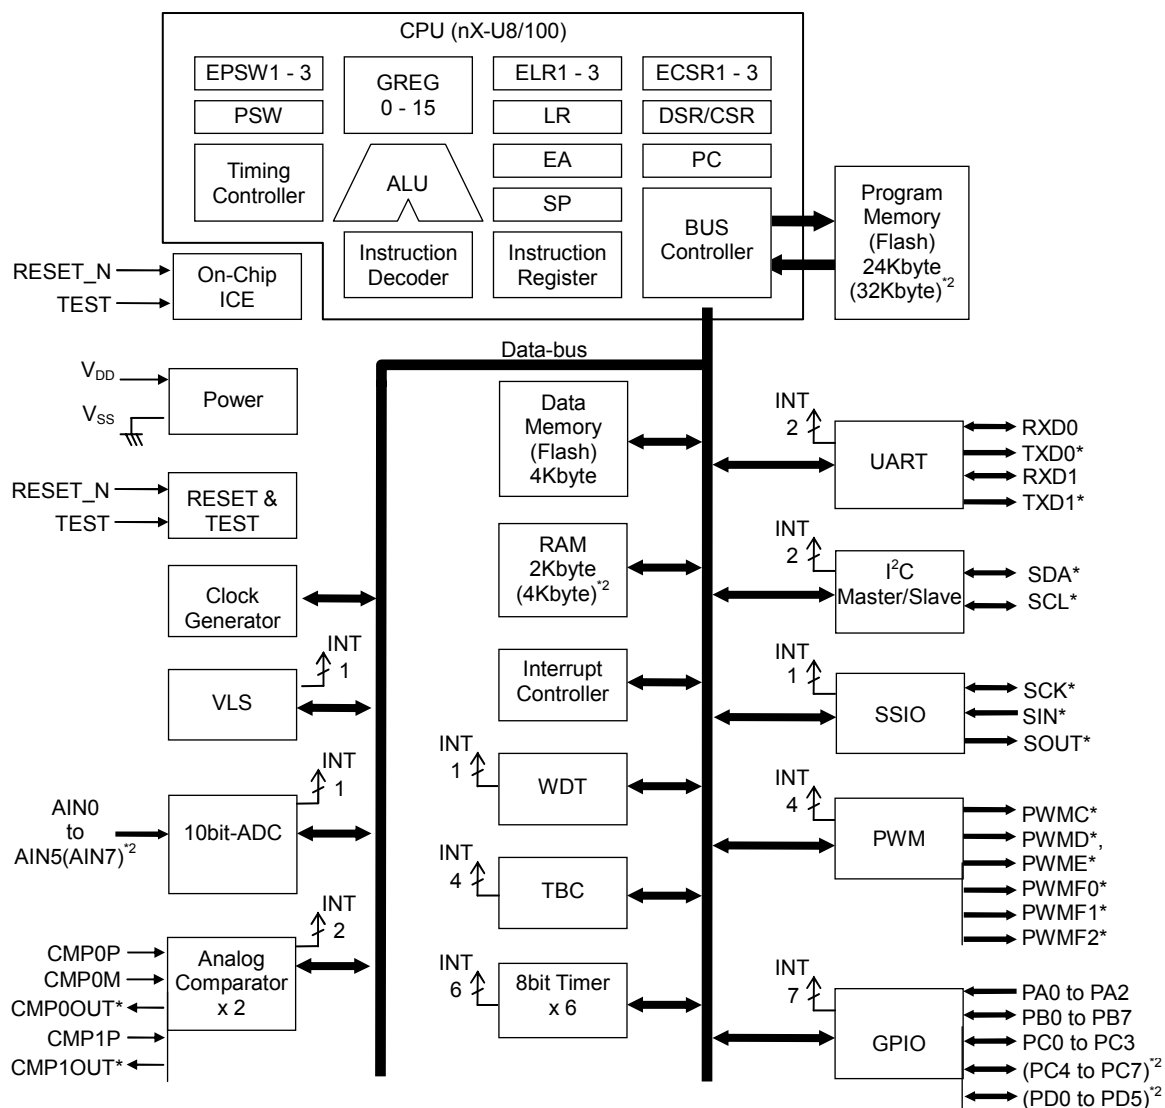 CPU (nX-U8/100)
EPSW1 - 3
GREG
0 - 15
ELR1 - 3
ECSR1 - 3
PSW
LR
DSR/CSR
Timing
Controller
ALU
EA
PC
SP
BUS
Controller
Program
Memory
(Flash)
24Kbyte
(32Kbyte)*2
Instruction
Decoder
Instruction
Register
RESET_N
TEST
On-Chip
ICE
Data-bus
VDD
VSS
Power
RESET_N
TEST
RESET &
TEST
Clock
Generator
INT
1
VLS
INT
1
AIN0
to
AIN5(AIN7)*2
10bit-ADC
INT
2
CMP0P
CMP0M
CMP0OUT*
CMP1P
CMP1OUT*
Analog
Comparator
x 2
Data
Memory
(Flash)
4Kbyte
RAM
2Kbyte
(4Kbyte)*2
Interrupt
Controller
INT
1
WDT
INT
4
TBC
INT
6
8bit Timer
x 6
INT
2
UART
RXD0
TXD0*
RXD1
TXD1*
INT
2
I2C
Master/Slave
SDA*
SCL*
INT
1
SSIO
SCK*
SIN*
SOUT*
INT
4
PWM
PWMC*
PWMD*,
PWME*
PWMF0*
PWMF1*
PWMF2*
INT
7
GPIO
PA0 to PA2
PB0 to PB7
PC0 to PC3
(PC4 to PC7)*2
(PD0 to PD5)*2